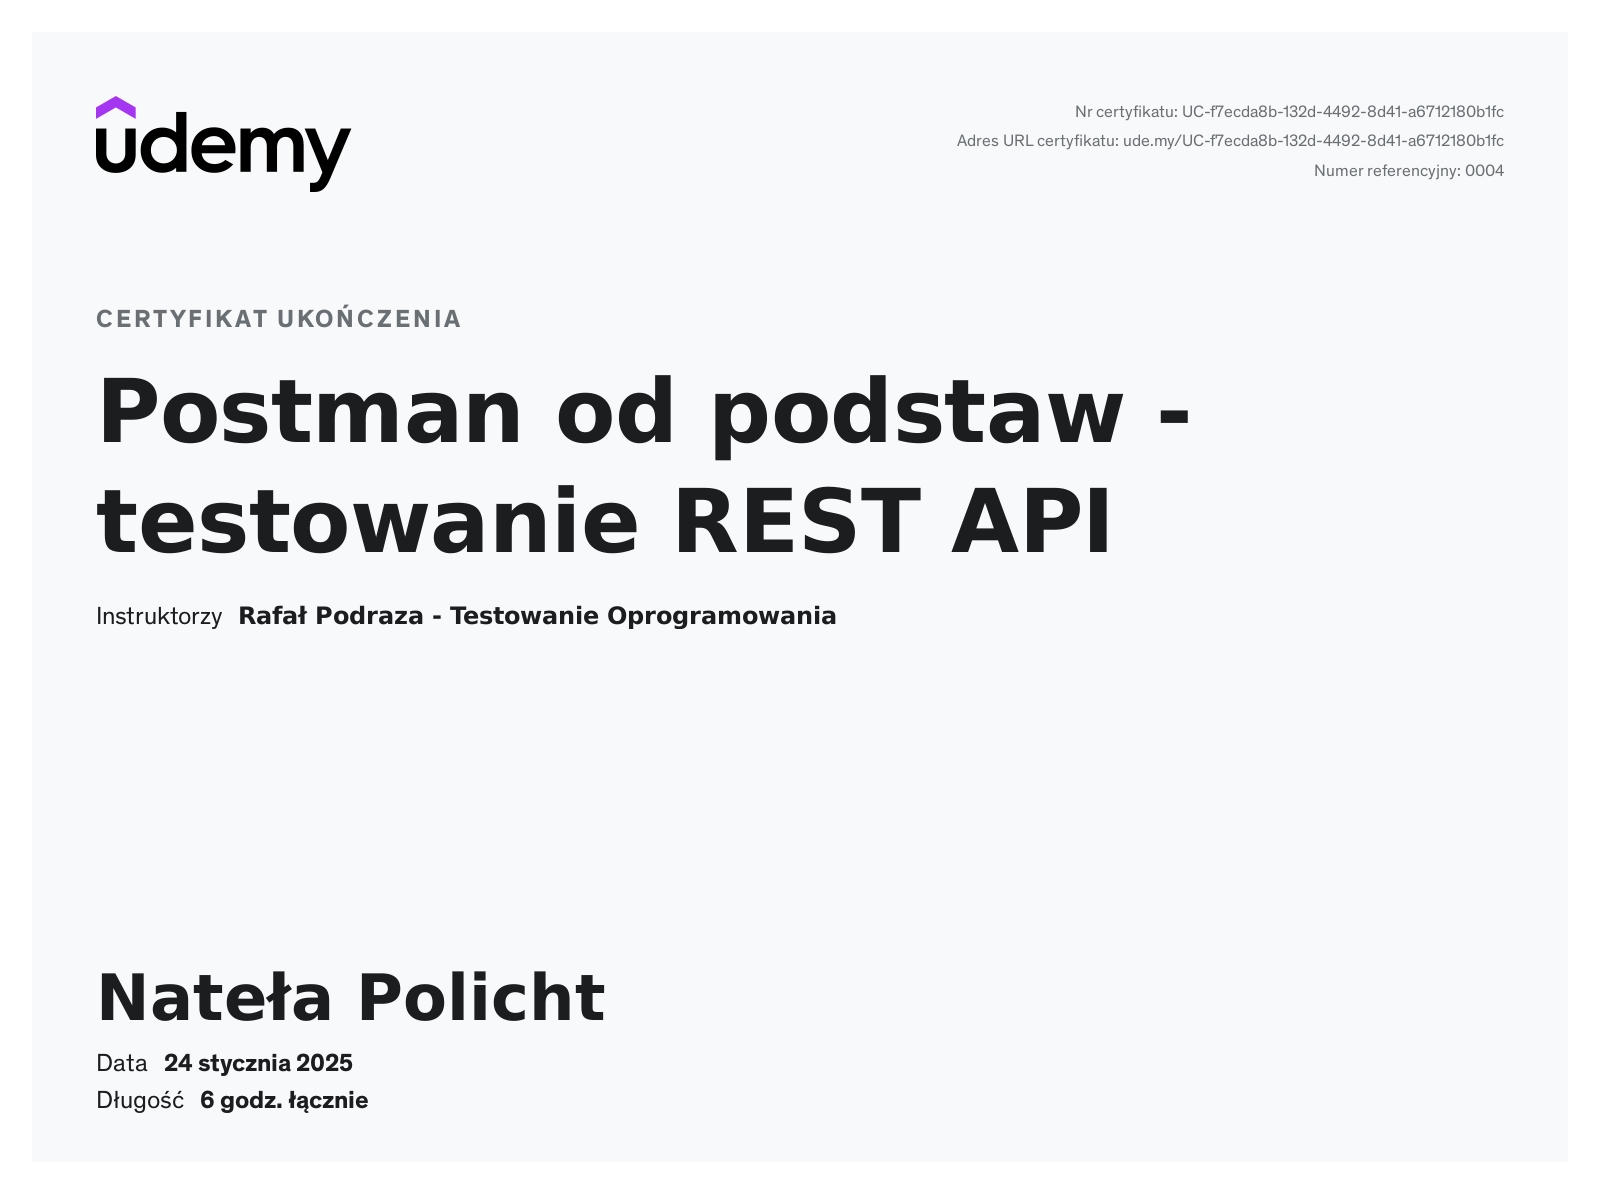 udemy
Nr certyfikatu: UC-f7ecda8b-132d-4492-8d41-a6712180b1fc
Adres URL certyfikatu: ude.my/UC-f7ecda8b-132d-4492-8d41-a6712180b1fc
Numer referencyjny: 0004
CERTYFIKAT UKOŃCZENIA
Postman od podstaw -
testowanie REST API
Instruktorzy Rafał Podraza - Testowanie Oprogramowania
Nateła Policht
Data 24 stycznia 2025
Długość 6 godz. łącznie